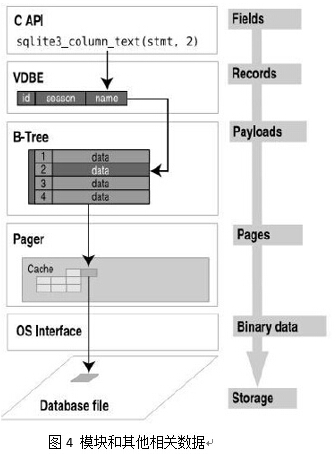 C API
Fields
sqlite3_column_text(stmt, 2)
VDBE
Records
id season name
B-Tree
Payloads
1 data
2 data
3 data
4 data
Pager
Pages
Cache
OS Interface
Binary data
Database file
Storage
图 4 模块和其他相关数据↵